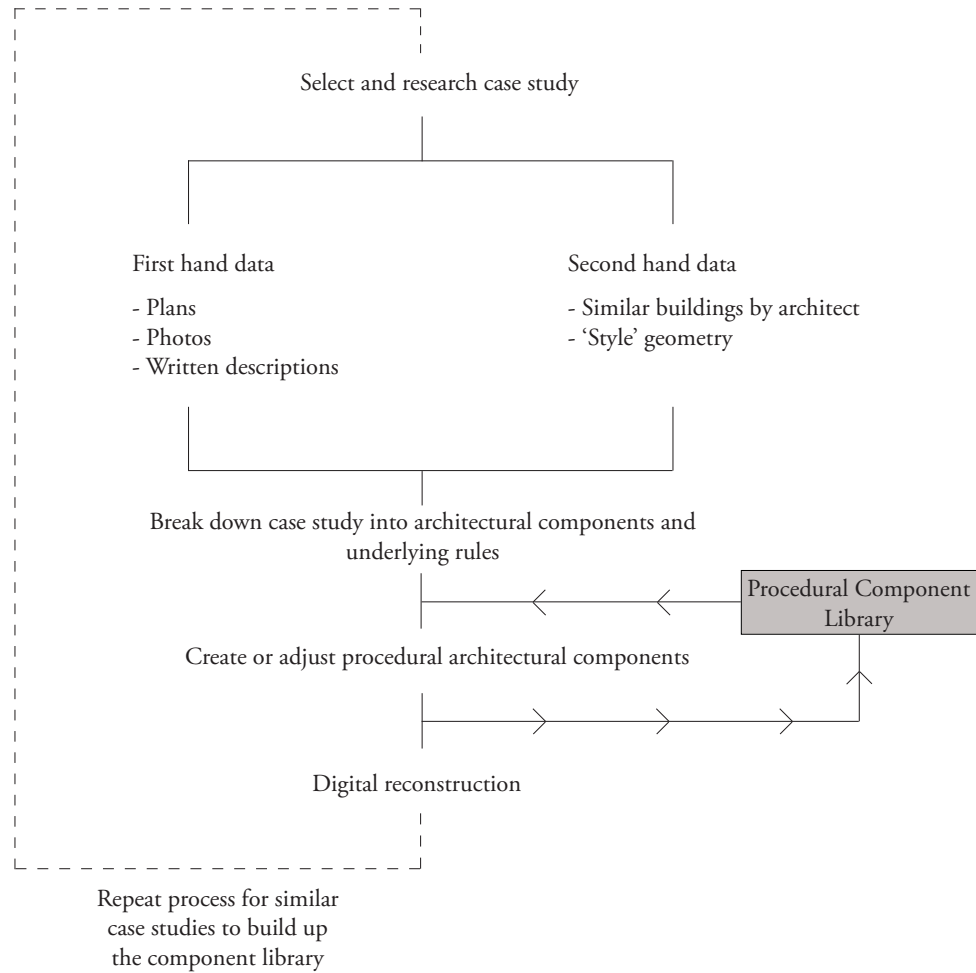 Select and research case study
First hand data
- Plans
- Photos
- Written descriptions
Second hand data
- Similar buildings by architect
- ‘Style’ geometry
Break down case study into architectural components and
underlying rules
Procedural Component
Library
Create or adjust procedural architectural components
Digital reconstruction
Repeat process for similar
case studies to build up
the component library